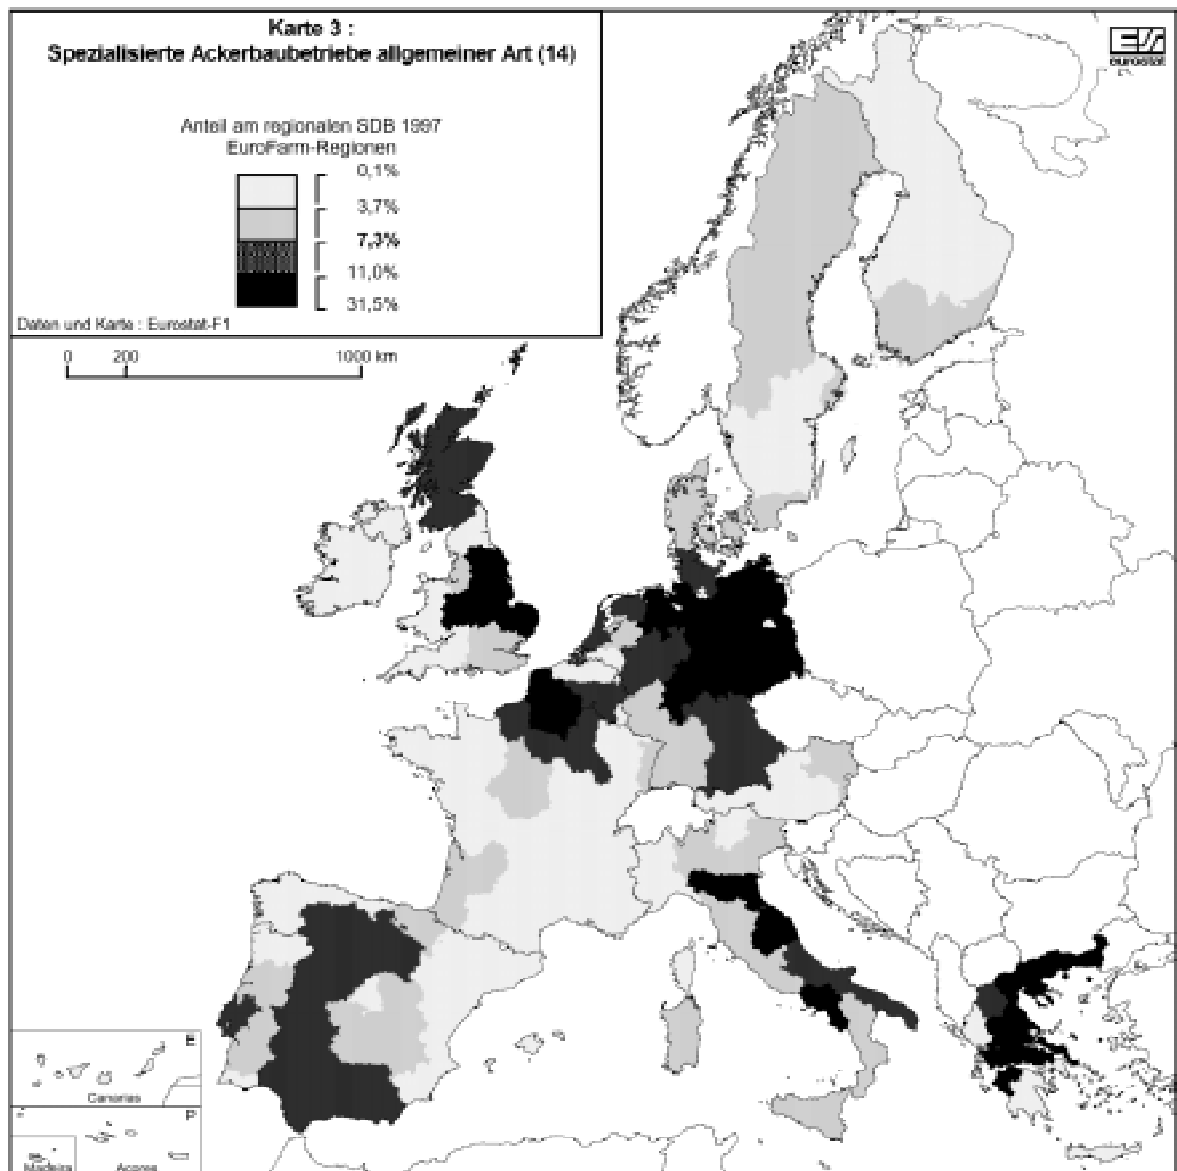 Karte 3 :
Spezialisierte Ackerbaubetriebe allgemeiner Art (14)
Anteil am regionalen SDB 1997
EuroFarm-Regionen
0,1%
3,7%
7,3%
11,0%
31,5%
Daten und Karte : Eurostat-F1
eurostat
0 200 1000 km
E
Canarias
P
Madeira Acores